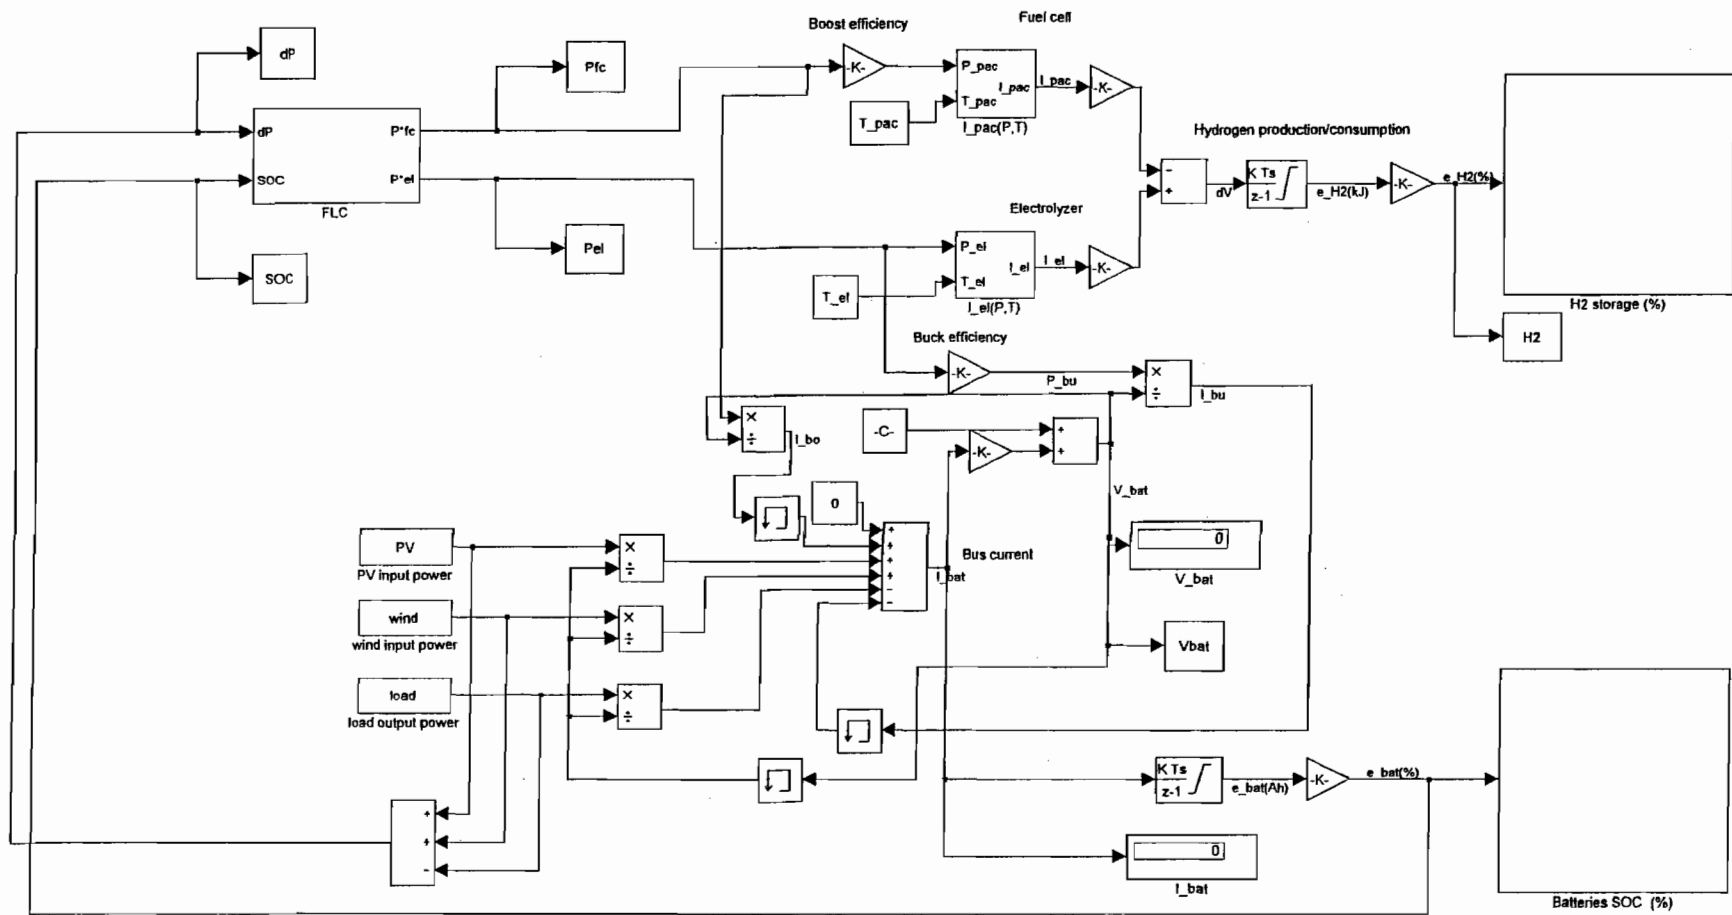 Boost efficiency
Fuel cell
dP
Pfc
-K-
P_pac
I_pac
T_pac
I_pac
-K-
T_pac
I_pac(P,T)
dP
P*fc
SOC
P*el
FLC
Hydrogen production/consumption
-
+
dV
K Ts
z-1
e_H2(kJ)
-K-
e_H2(%)
H2 storage (%)
H2
SOC
Pel
Electrolyzer
P_el
I_el
T_el
I_el
-K-
T_el
I_el(P,T)
Buck efficiency
-K-
P_bu
×
÷
I_bu
×
÷
I_bo
-C-
-K-
+
+
V_bat
0
+
+
+
+
-
-
I_bat
Bus current
0
V_bat
PV
PV input power
×
÷
wind
wind input power
×
÷
Vbat
load
load output power
×
÷
K Ts
z-1
e_bat(Ah)
-K-
e_bat(%)
+
+
-
0
I_bat
Batteries SOC (%)